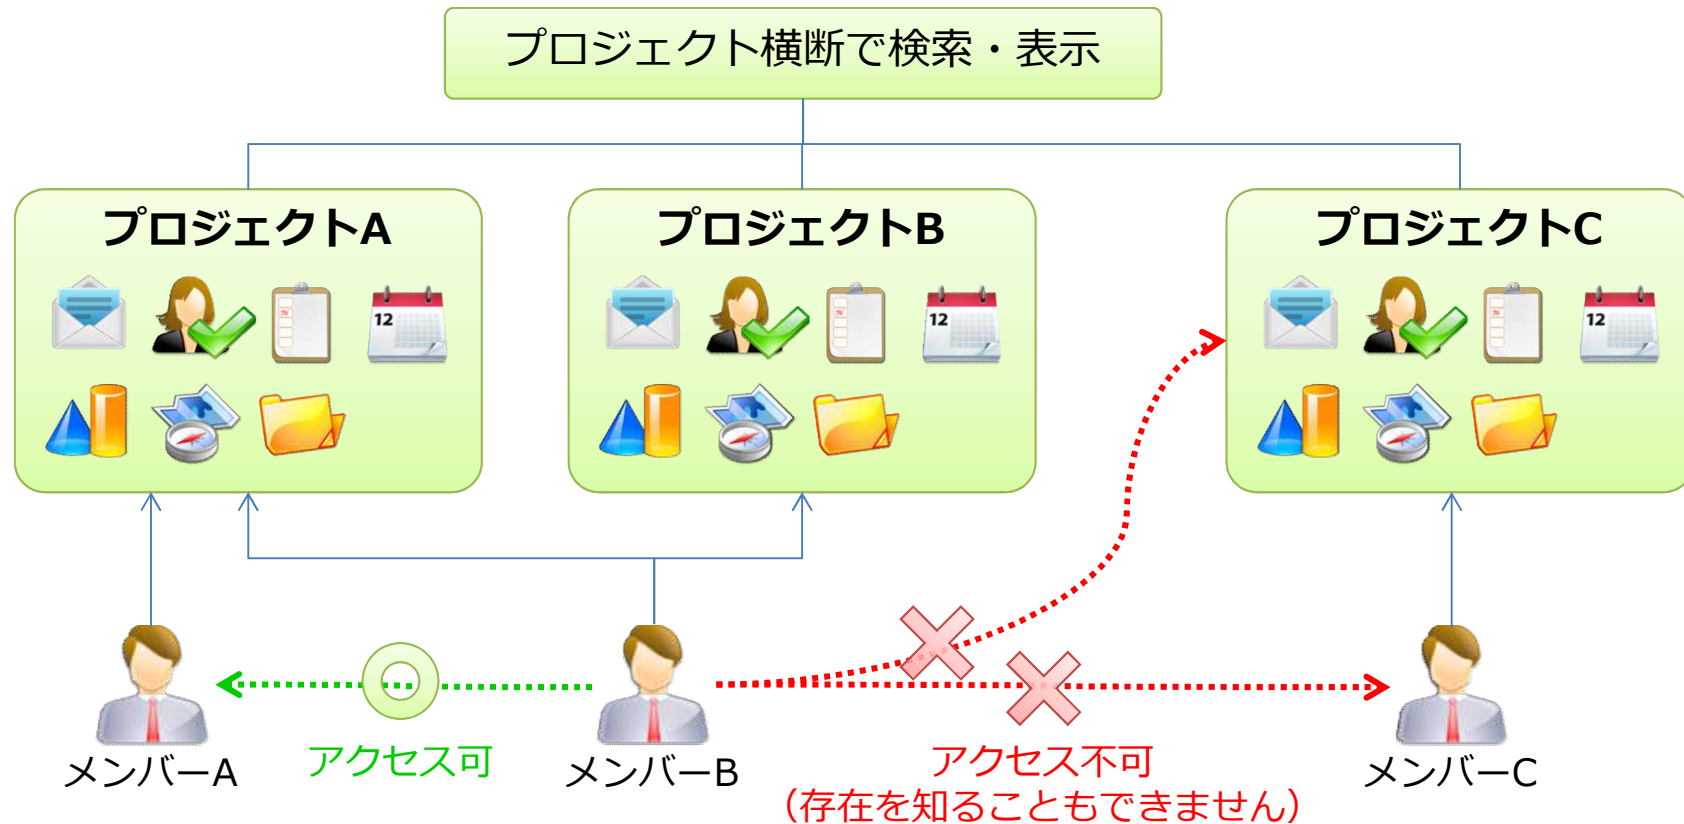 プロジェクト横断で検索・表示
プロジェクトA
プロジェクトB
プロジェクトC
12
12
12
メンバーA
アクセス可
メンバーB
アクセス不可
（存在を知ることもできません）
メンバーC